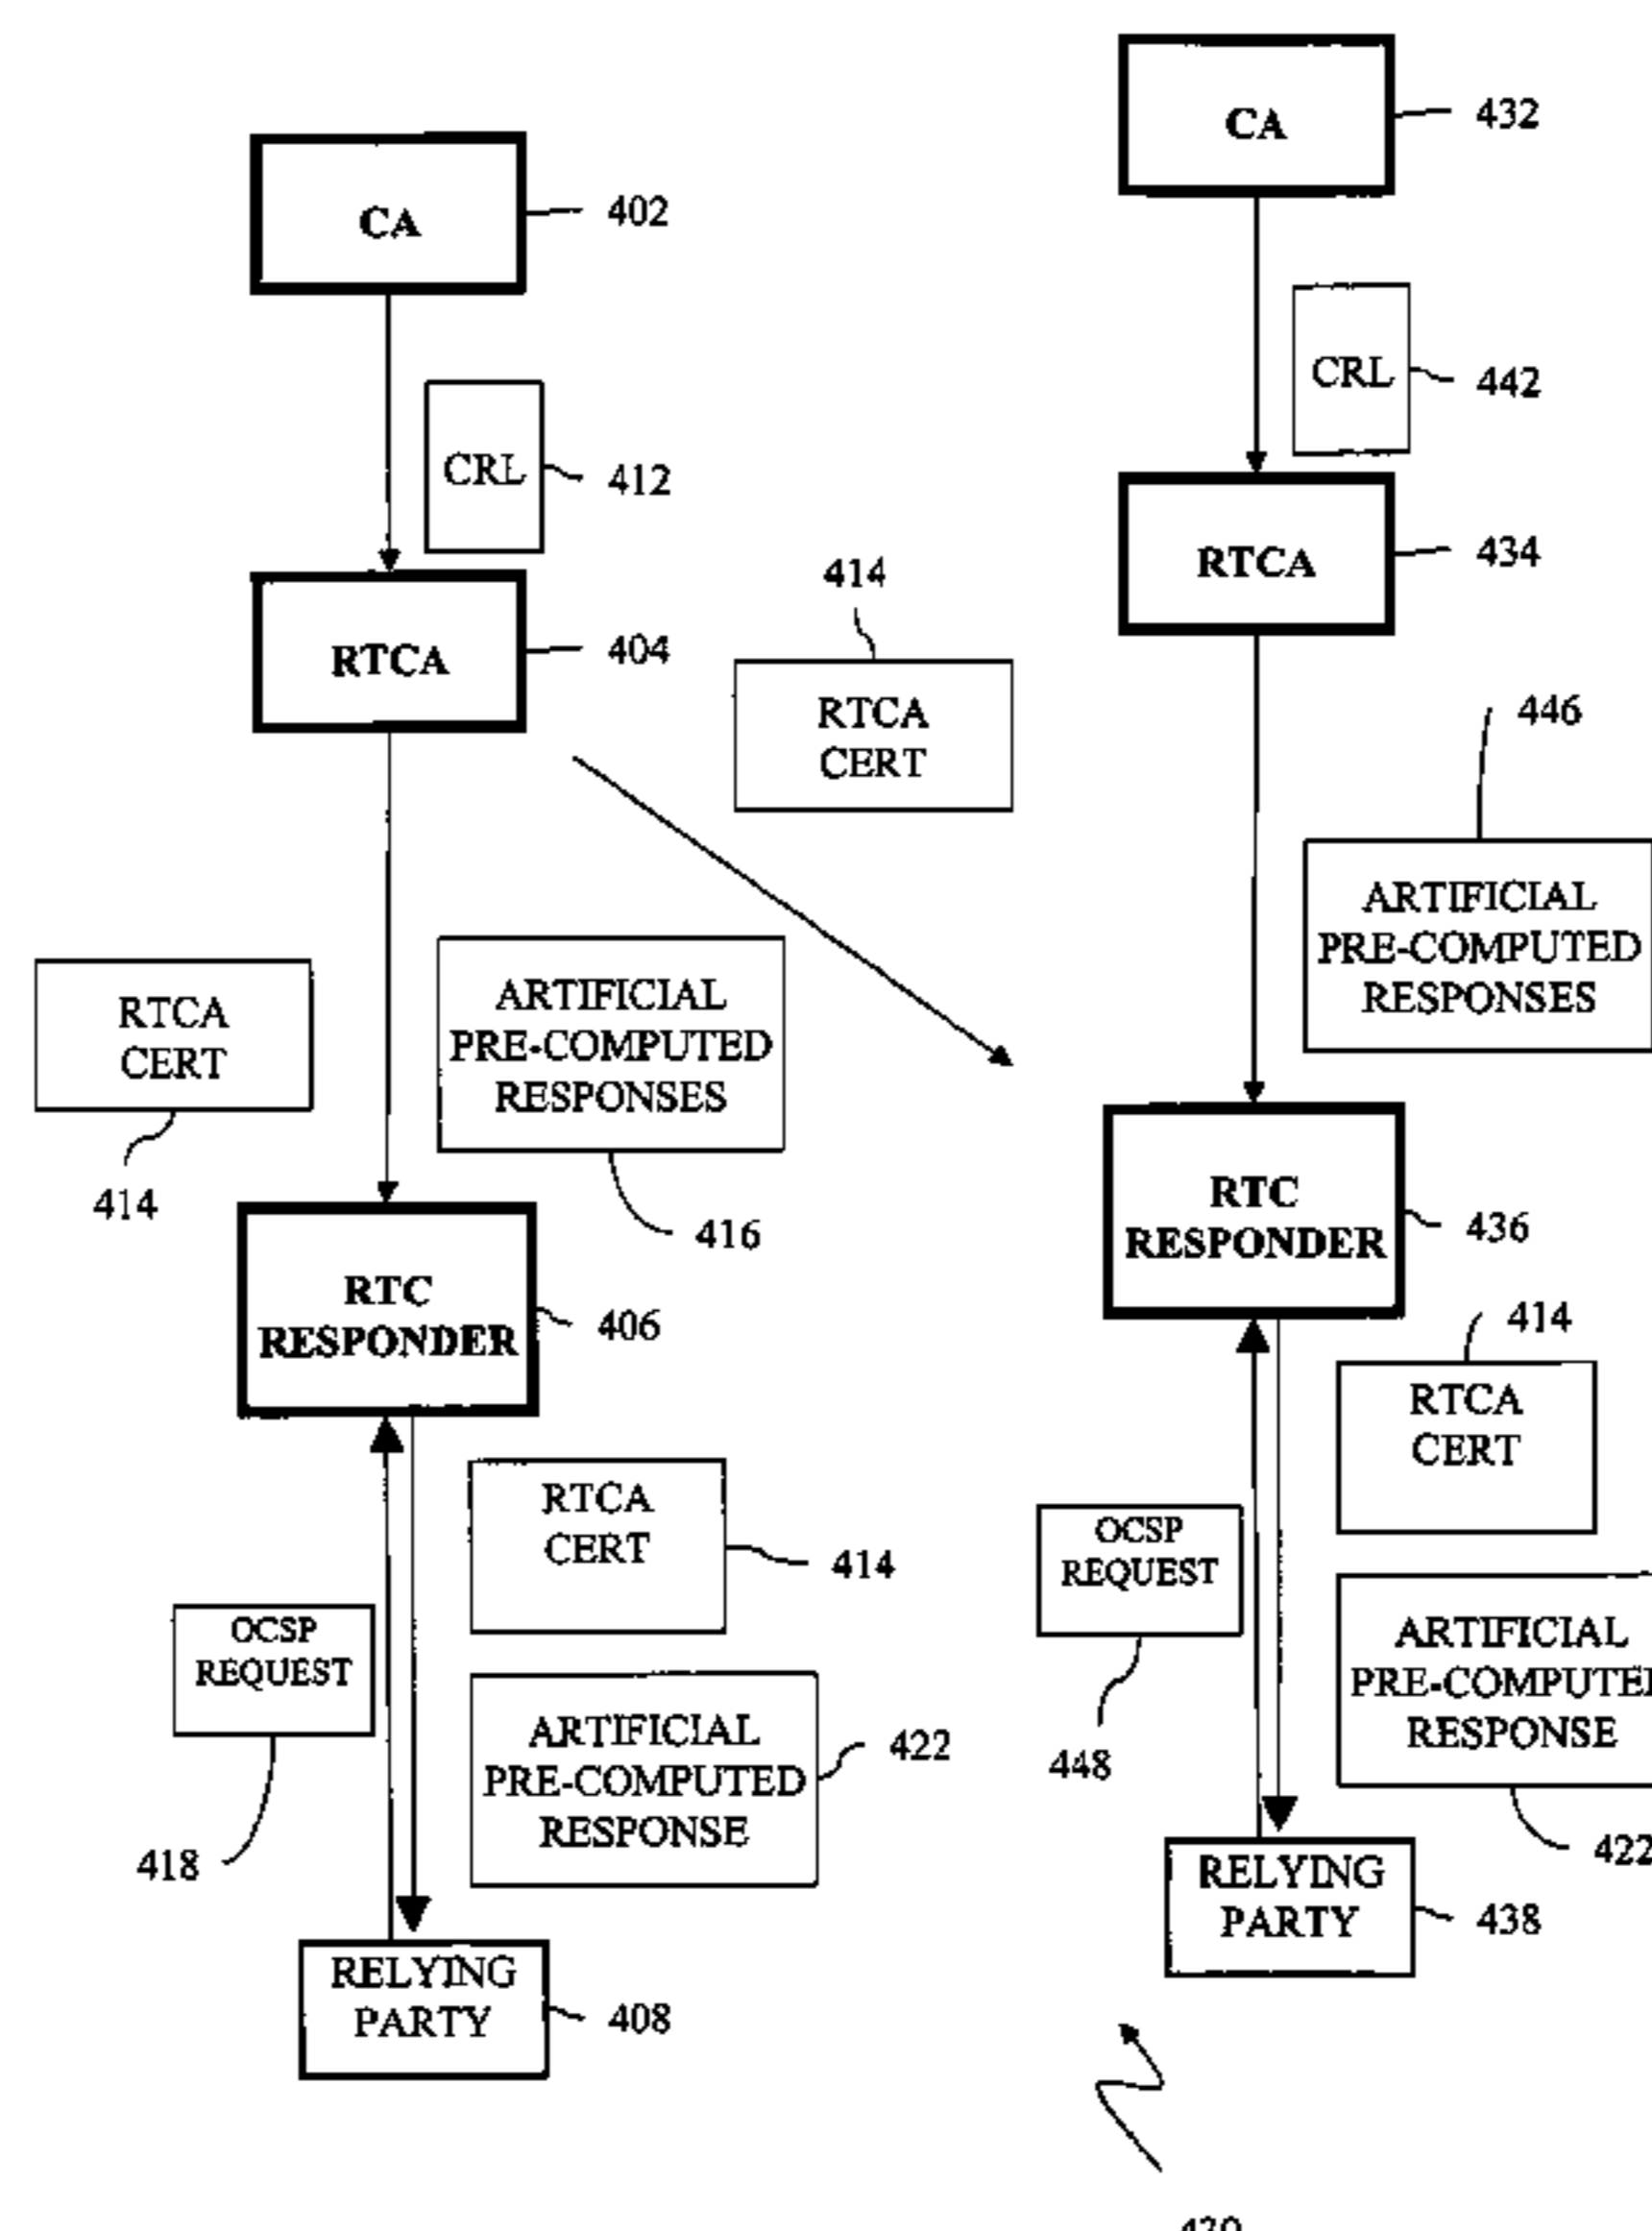 CA
432
CA
402
CRL
442
CRL
412
RTCA
434
414
RTCA
404
RTCA
CERT
446
ARTIFICIAL
PRE-COMPUTED
RESPONSES
RTCA
CERT
414
ARTIFICIAL
PRE-COMPUTED
RESPONSES
416
RTC
RESPONDER
436
RTC
RESPONDER
406
414
RTCA
CERT
RTCA
CERT
414
OCSP
REQUEST
448
OCSP
REQUEST
418
ARTIFICIAL
PRE-COMPUTED
RESPONSE
422
ARTIFICIAL
PRE-COMPUTE
RESPONSE
422
RELYING
PARTY
438
RELYING
PARTY
408